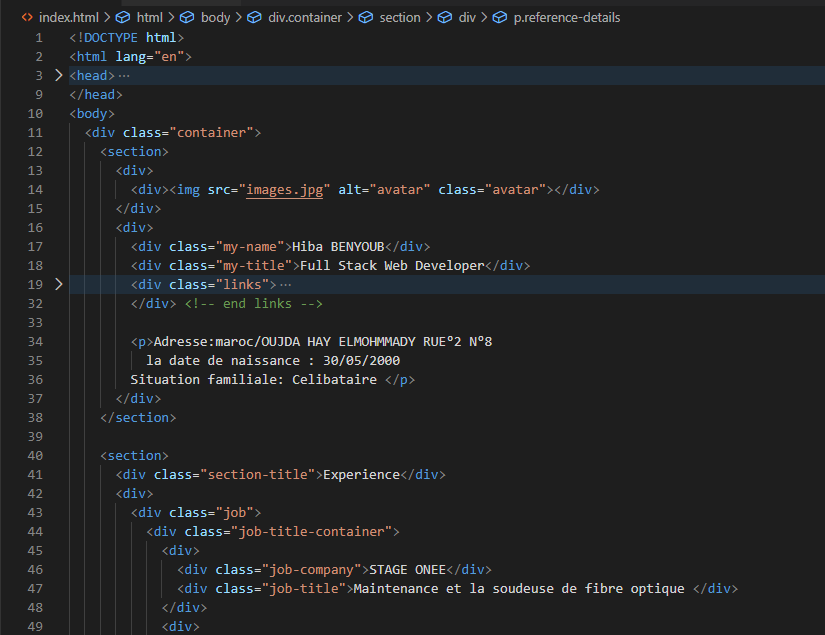 index.html > html > body > div.container > section > div > p.reference-details
1 <!DOCTYPE html>
2 <html lang="en">
3 <head> ···
9 </head>
10 <body>
11 <div class="container">
12 <section>
13 <div>
14 <div><img src="images.jpg" alt="avatar" class="avatar"></div>
15 </div>
16 <div>
17 <div class="my-name">Hiba BENYOUB</div>
18 <div class="my-title">Full Stack Web Developer</div>
19 <div class="links"> ···
32 </div> <!-- end links -->
33
34 <p>Adresse:maroc/OUJDA HAY ELMOHMMADY RUE°2 N°8
35 la date de naissance : 30/05/2000
36 Situation familiale: Celibataire </p>
37 </div>
38 </section>
39
40 <section>
41 <div class="section-title">Experience</div>
42 <div>
43 <div class="job">
44 <div class="job-title-container">
45 <div>
46 <div class="job-company">STAGE ONEE</div>
47 <div class="job-title">Maintenance et la soudeuse de fibre optique </div>
48 </div>
49 <div>